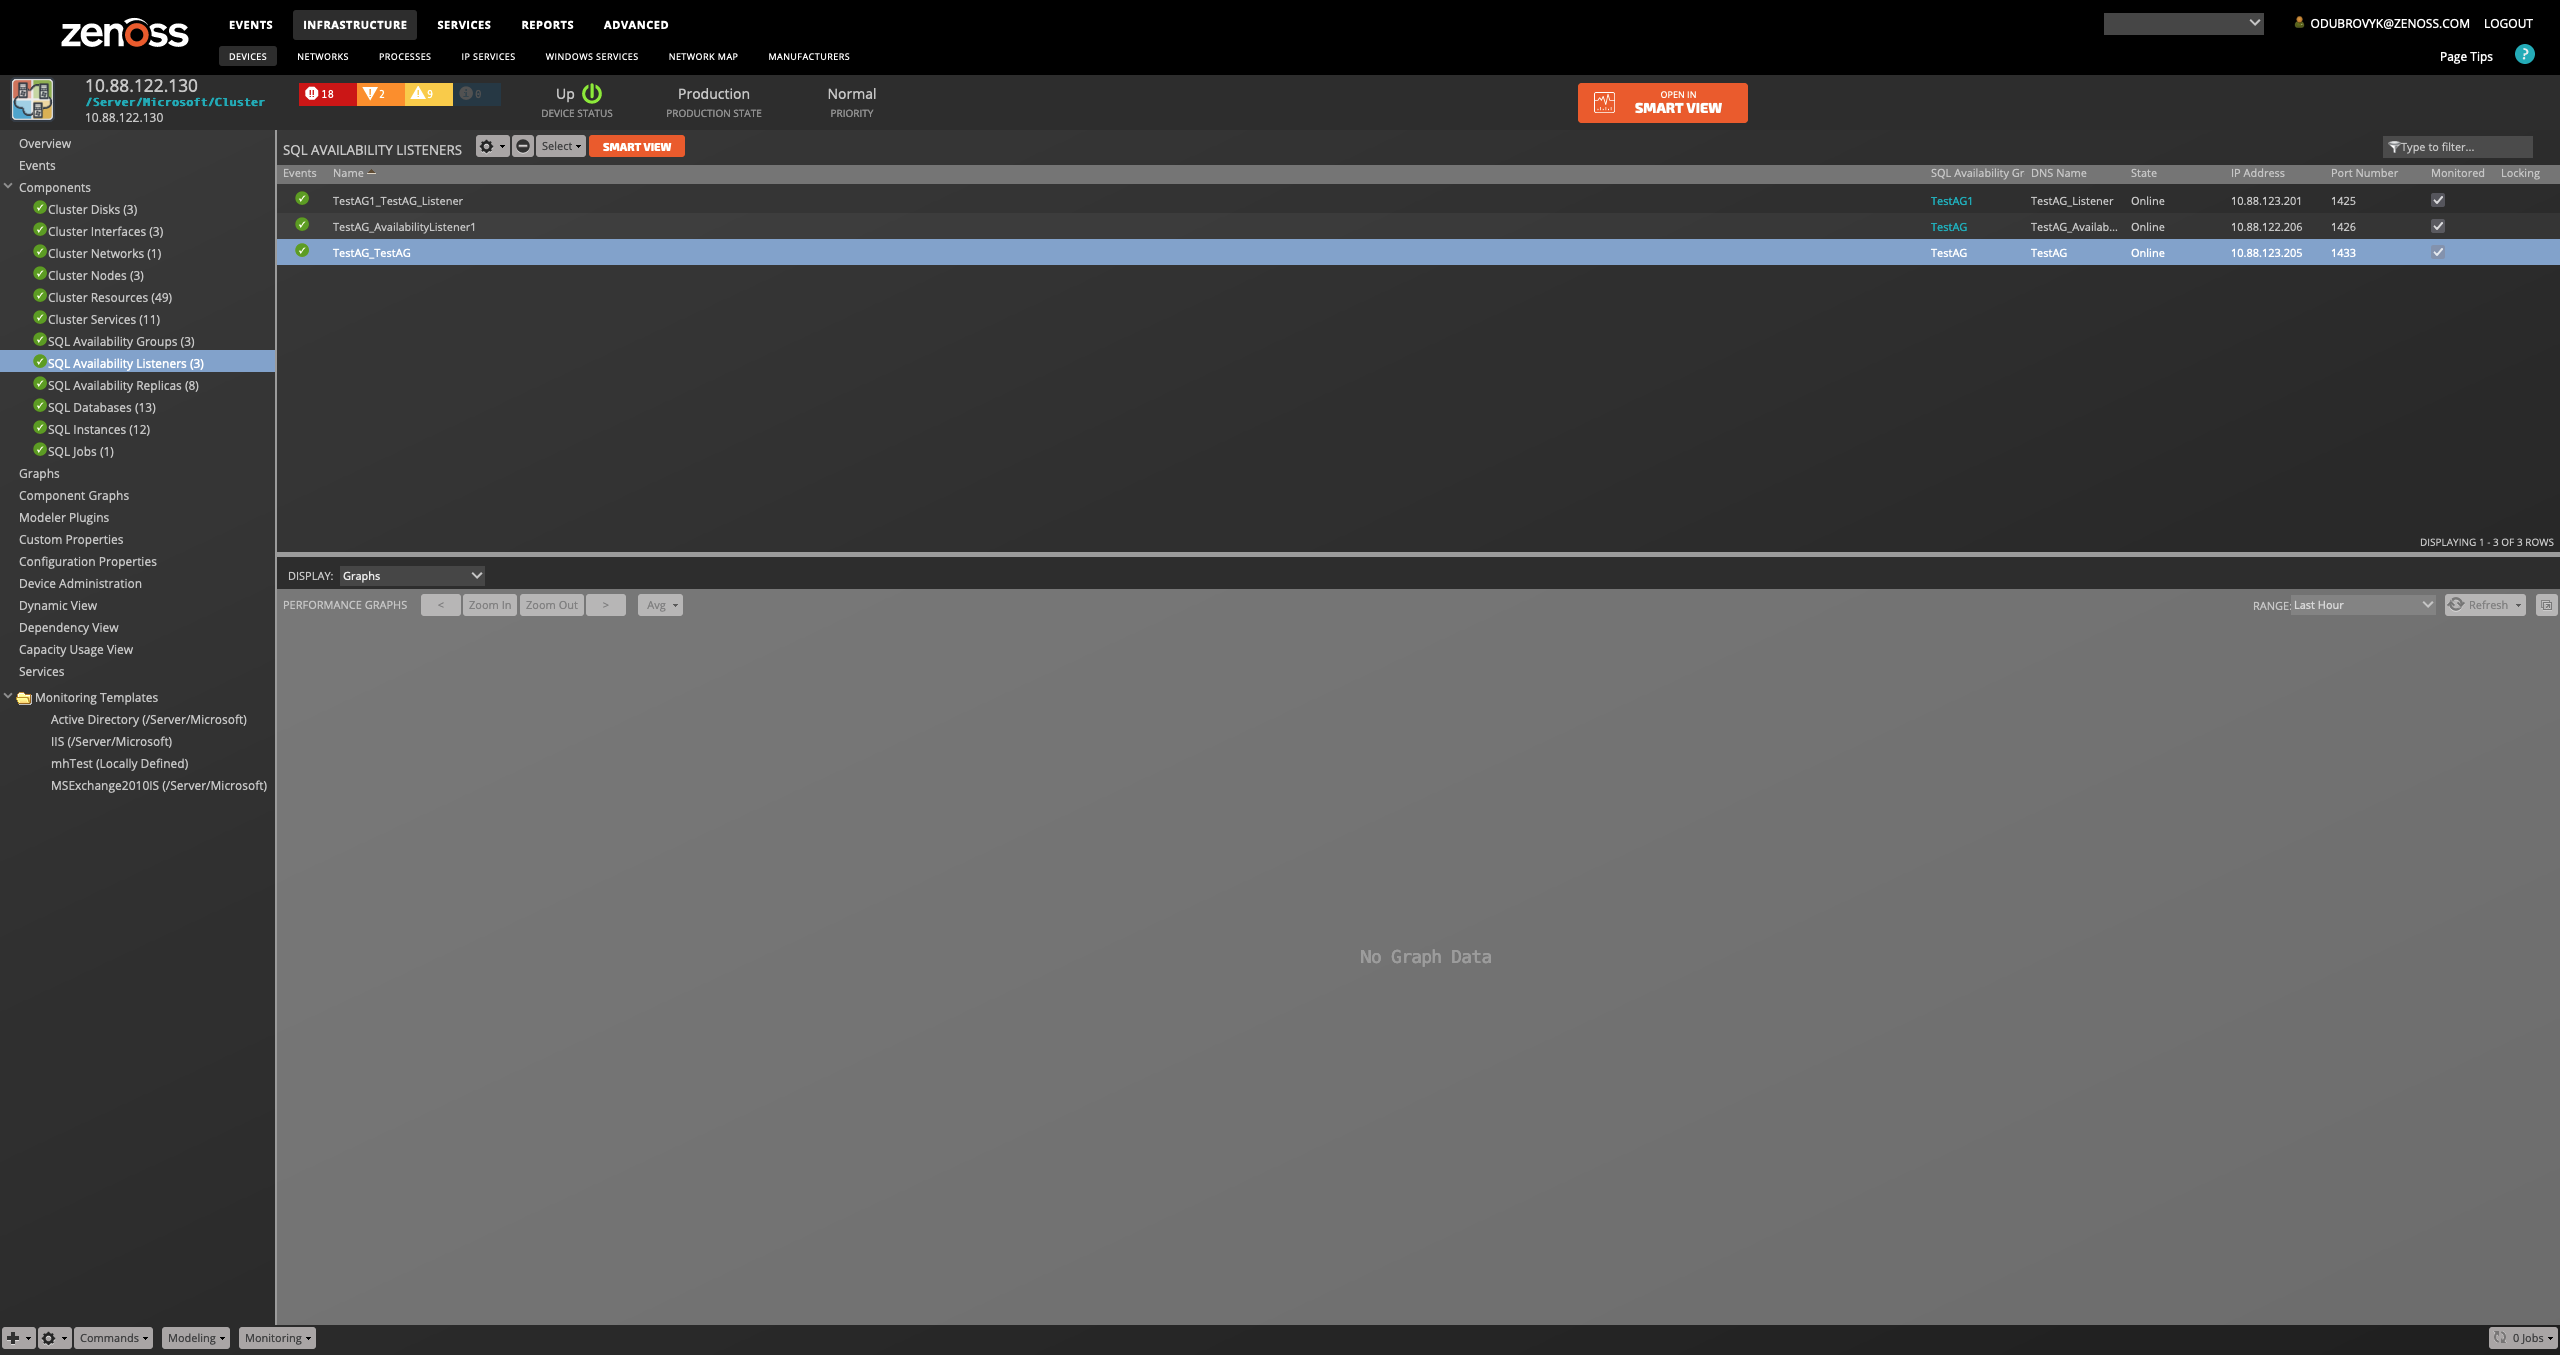 zenoss
EVENTS INFRASTRUCTURE SERVICES REPORTS ADVANCED
ODUBROVYK@ZENOSS.COM LOGOUT
DEVICES NETWORKS PROCESSES IP SERVICES WINDOWS SERVICES NETWORK MAP MANUFACTURERS
Page Tips ?
10.88.122.130
/Server/Microsoft/Cluster
10.88.122.130
18 2 9 0
Up
DEVICE STATUS
Production
PRODUCTION STATE
Normal
PRIORITY
OPEN IN
SMART VIEW
Overview
Events
Components
Cluster Disks (3)
Cluster Interfaces (3)
Cluster Networks (1)
Cluster Nodes (3)
Cluster Resources (49)
Cluster Services (11)
SQL Availability Groups (3)
SQL Availability Listeners (3)
SQL Availability Replicas (8)
SQL Databases (13)
SQL Instances (12)
SQL Jobs (1)
Graphs
Component Graphs
Modeler Plugins
Custom Properties
Configuration Properties
Device Administration
Dynamic View
Dependency View
Capacity Usage View
Services
Monitoring Templates
Active Directory (/Server/Microsoft)
IIS (/Server/Microsoft)
mhTest (Locally Defined)
MSExchange2010IS (/Server/Microsoft)
SQL AVAILABILITY LISTENERS Select SMART VIEW Type to filter...
Events Name SQL Availability Gr DNS Name State IP Address Port Number Monitored Locking
TestAG1_TestAG_Listener TestAG1 TestAG_Listener Online 10.88.123.201 1425
TestAG_AvailabilityListener1 TestAG TestAG_Availab... Online 10.88.122.206 1426
TestAG_TestAG TestAG TestAG Online 10.88.123.205 1433
DISPLAYING 1 - 3 OF 3 ROWS
DISPLAY: Graphs
PERFORMANCE GRAPHS < Zoom In Zoom Out > Avg RANGE: Last Hour Refresh
No Graph Data
Commands Modeling Monitoring 0 Jobs